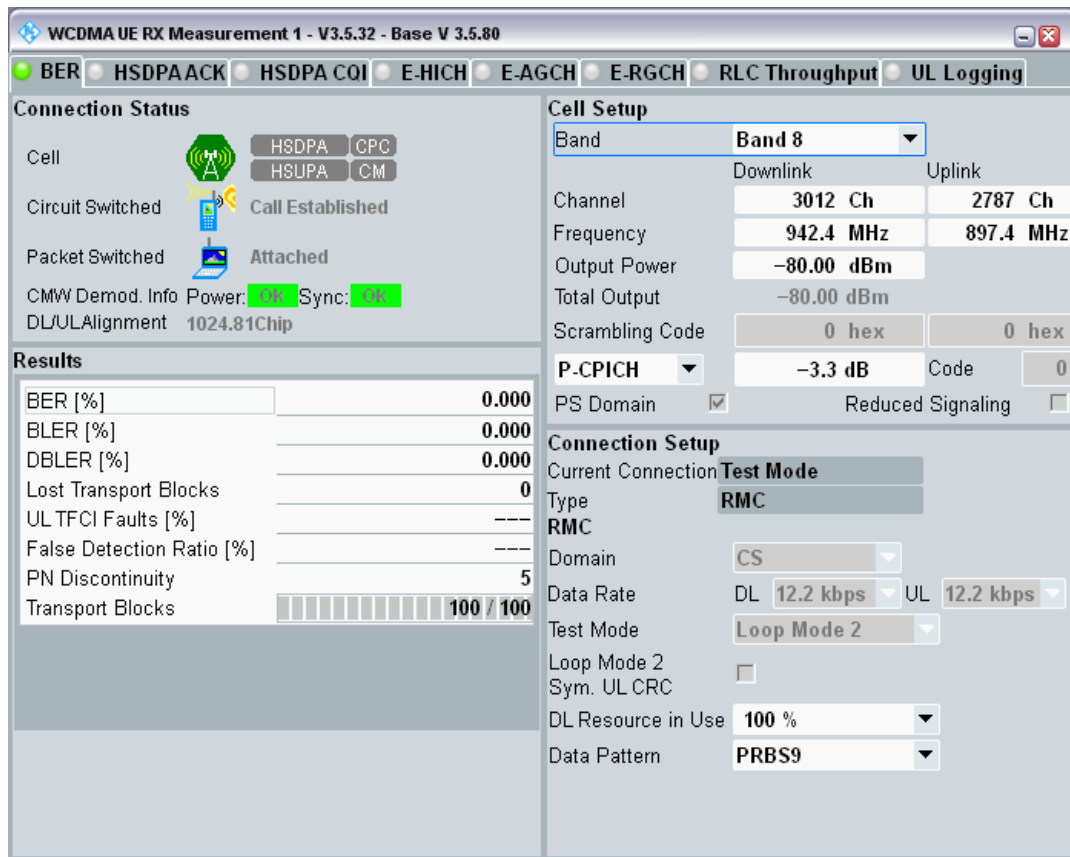 WCDMA UE RX Measurement 1 - V3.5.32 - Base V 3.5.80
BER HSDPA ACK HSDPA CQI E-HICH E-AGCH E-RGCH RLC Throughput UL Logging
Connection Status
Cell HSDPA CPC
HSUPA CM
Circuit Switched Call Established
Packet Switched Attached
CMW Demod. Info Power: Ok Sync: Ok
DL/ULAlignment 1024.81Chip
Results
BER [%] 0.000
BLER [%] 0.000
DBLER [%] 0.000
Lost Transport Blocks 0
UL TFCI Faults [%] ---
False Detection Ratio [%] ---
PN Discontinuity 5
Transport Blocks 100 / 100
Cell Setup
Band Band 8
Downlink Uplink
Channel 3012 Ch 2787 Ch
Frequency 942.4 MHz 897.4 MHz
Output Power −80.00 dBm
Total Output −80.00 dBm
Scrambling Code 0 hex 0 hex
P-CPICH −3.3 dB Code 0
PS Domain Reduced Signaling
Connection Setup
Current Connection Test Mode
Type RMC
RMC
Domain CS
Data Rate DL 12.2 kbps UL 12.2 kbps
Test Mode Loop Mode 2
Loop Mode 2
Sym. UL CRC
DL Resource in Use 100 %
Data Pattern PRBS9